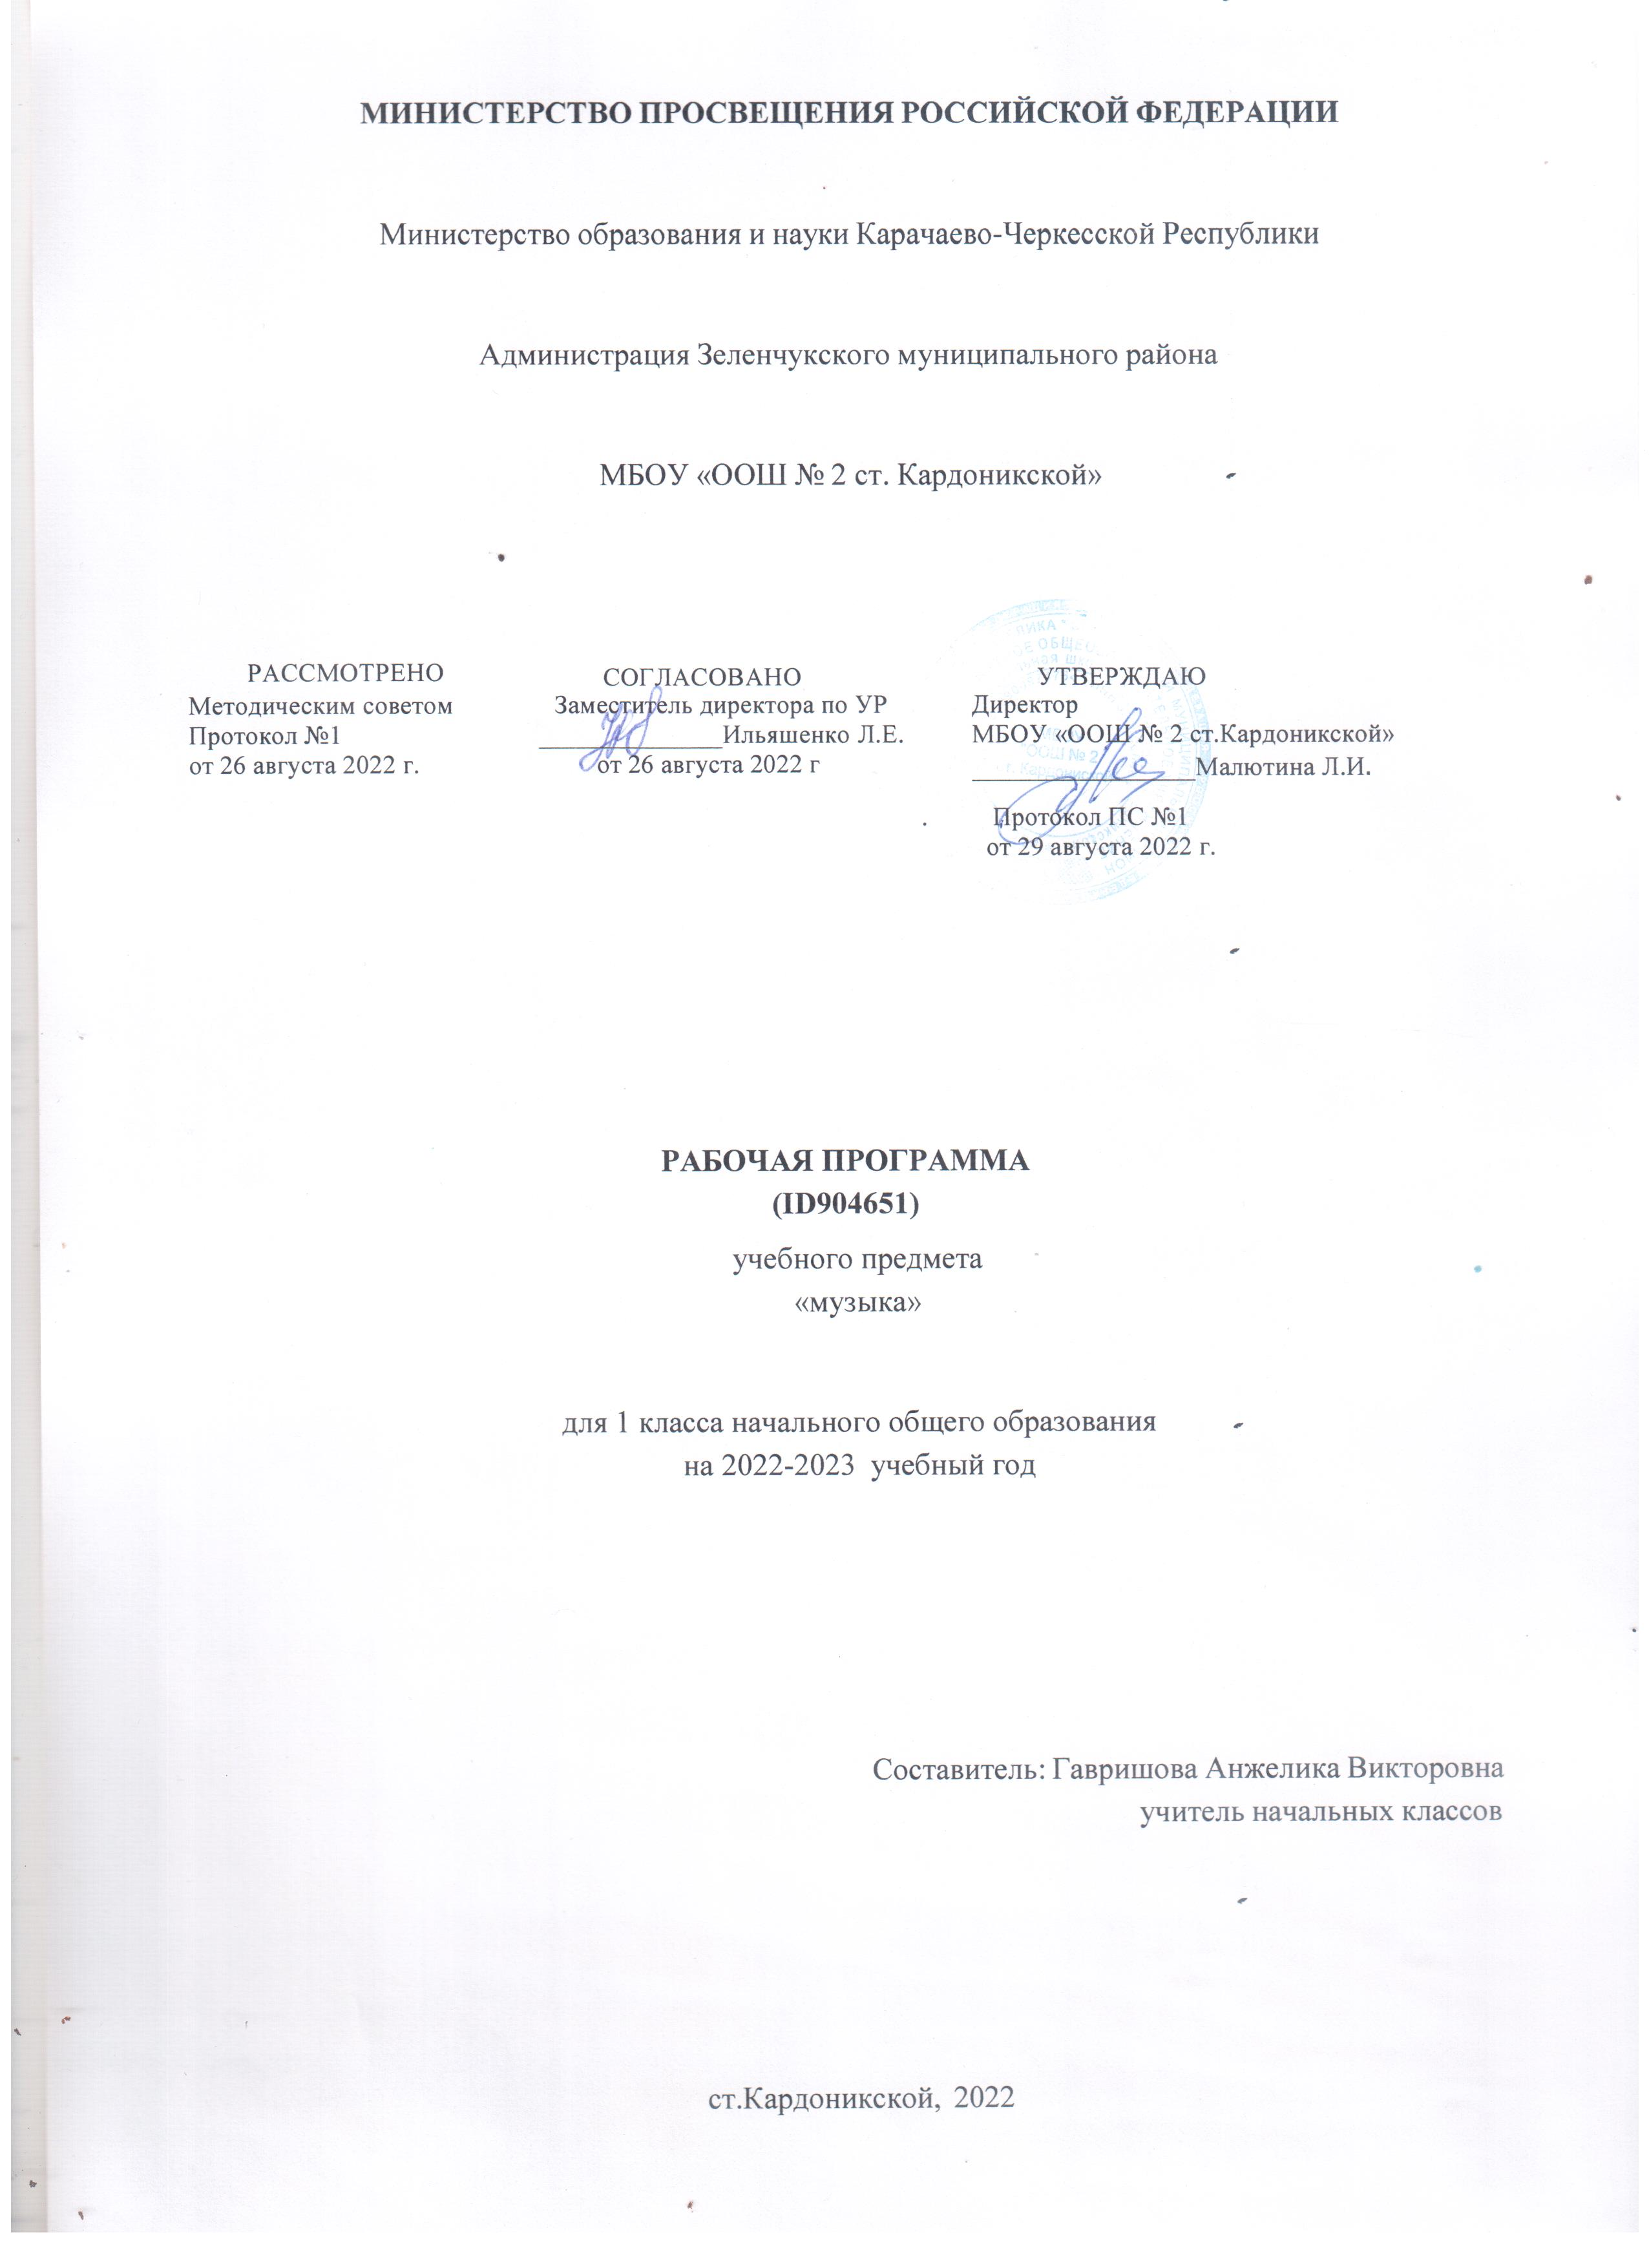 МИНИСТЕРСТВО ПРОСВЕЩЕНИЯ РОССИЙСКОЙ ФЕДЕРАЦИИ
Министерство образования и науки Карачаево-Черкесской Республики
Администрация Зеленчукского муниципального района
МБОУ «ООШ № 2 ст. Кардоникской»
РАССМОТРЕНО
Методическим советом
Протокол №1
от 26 августа 2022 г.
СОГЛАСОВАНО
Заместитель директора по УР
______________Ильяшенко Л.Е.
от 26 августа 2022 г
УТВЕРЖДАЮ
Директор
МБОУ «ООШ № 2 ст.Кардоникской»
_________________Малютина Л.И.
Протокол ПС №1
от 29 августа 2022 г.
РАБОЧАЯ ПРОГРАММА
(ID904651)
учебного предмета
«музыка»
для 1 класса начального общего образования
на 2022-2023 учебный год
Составитель: Гавришова Анжелика Викторовна
учитель начальных классов
ст.Кардоникской, 2022